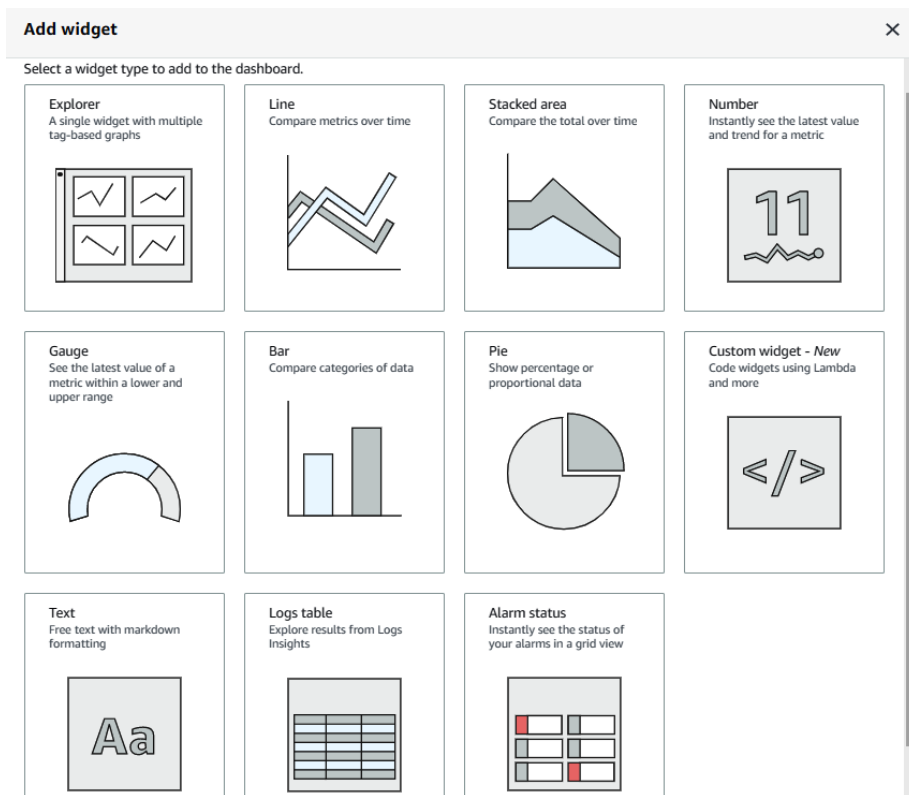 Add widget
Select a widget type to add to the dashboard.
Explorer
A single widget with multiple
tag-based graphs
Line
Compare metrics over time
Stacked area
Compare the total over time
Number
Instantly see the latest value
and trend for a metric
11
Gauge
See the latest value of a
metric within a lower and
upper range
Bar
Compare categories of data
Pie
Show percentage or
proportional data
Custom widget - New
Code widgets using Lambda
and more
</>
Text
Free text with markdown
formatting
Aa
Logs table
Explore results from Logs
Insights
Alarm status
Instantly see the status of
your alarms in a grid view